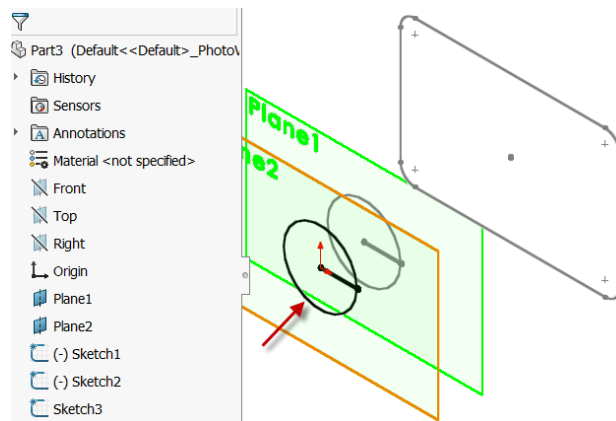 Part3 (Default<<Default>_Photo
History
Sensors
Annotations
Material <not specified>
Front
Top
Right
Origin
Plane1
Plane2
(-) Sketch1
(-) Sketch2
Sketch3
Plane1
ne2